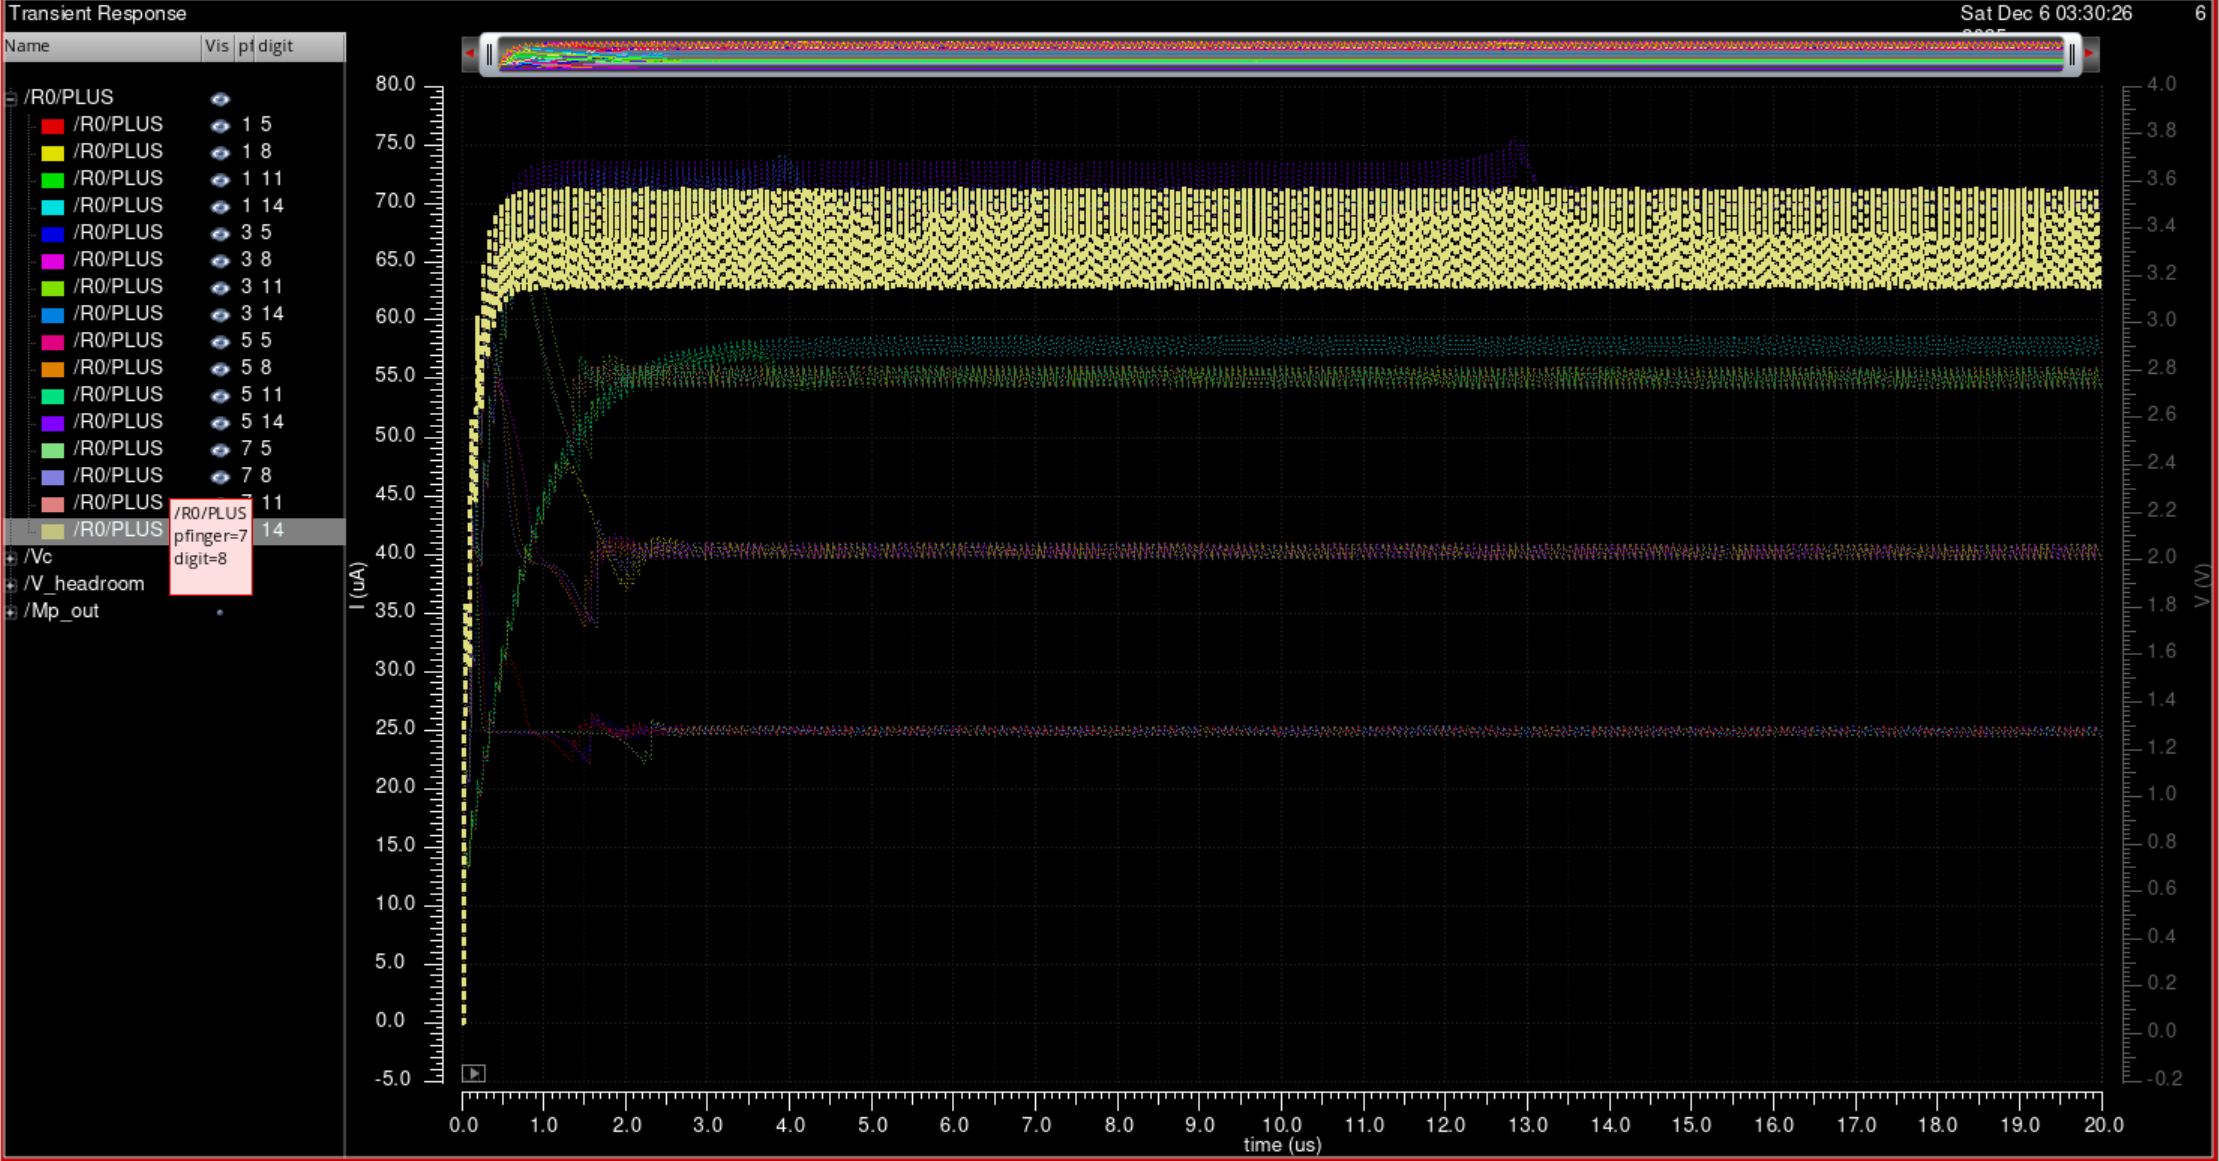 Transient Response
Sat Dec 6 03:30:26 6
Name Vis pf digit
/R0/PLUS
/R0/PLUS 1 5
/R0/PLUS 1 8
/R0/PLUS 1 11
/R0/PLUS 1 14
/R0/PLUS 3 5
/R0/PLUS 3 8
/R0/PLUS 3 11
/R0/PLUS 3 14
/R0/PLUS 5 5
/R0/PLUS 5 8
/R0/PLUS 5 11
/R0/PLUS 5 14
/R0/PLUS 7 5
/R0/PLUS 7 8
/R0/PLUS 7 11
/R0/PLUS 14
/R0/PLUS
pfinger=7
digit=8
/Vc
/V_headroom
/Mp_out
I (uA)
80.0
75.0
70.0
65.0
60.0
55.0
50.0
45.0
40.0
35.0
30.0
25.0
20.0
15.0
10.0
5.0
0.0
-5.0
4.0
3.8
3.6
3.4
3.2
3.0
2.8
2.6
2.4
2.2
2.0
1.8
1.6
1.4
1.2
1.0
0.8
0.6
0.4
0.2
0.0
-0.2
V (V)
0.0 1.0 2.0 3.0 4.0 5.0 6.0 7.0 8.0 9.0 10.0 11.0 12.0 13.0 14.0 15.0 16.0 17.0 18.0 19.0 20.0
time (us)